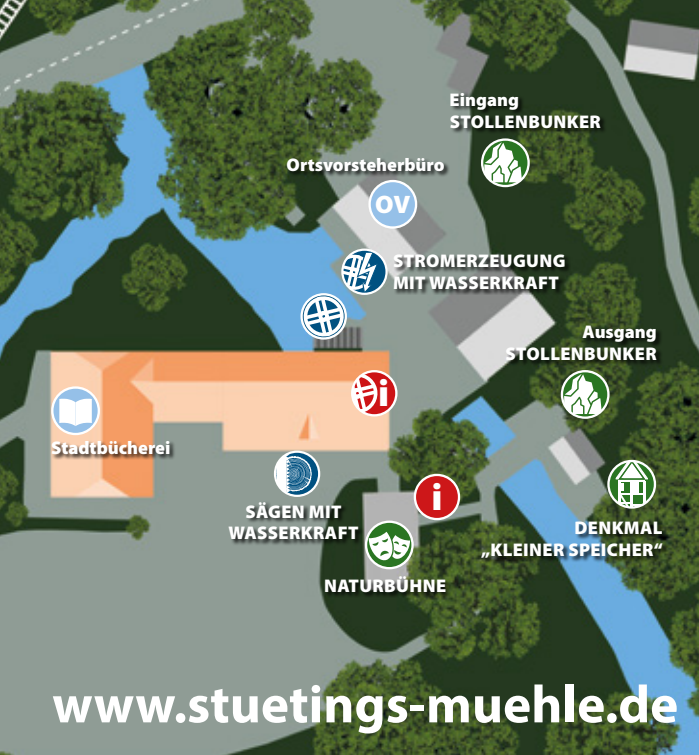 Eingang
STOLLENBUNKER
Ortsvorsteherbüro
OV
STROMERZEUGUNG
MIT WASSERKRAFT
Ausgang
STOLLENBUNKER
i
Stadtbücherei
i
SÄGEN MIT
WASSERKRAFT
DENKMAL
„KLEINER SPEICHER“
NATURBÜHNE
www.stuetings-muehle.de